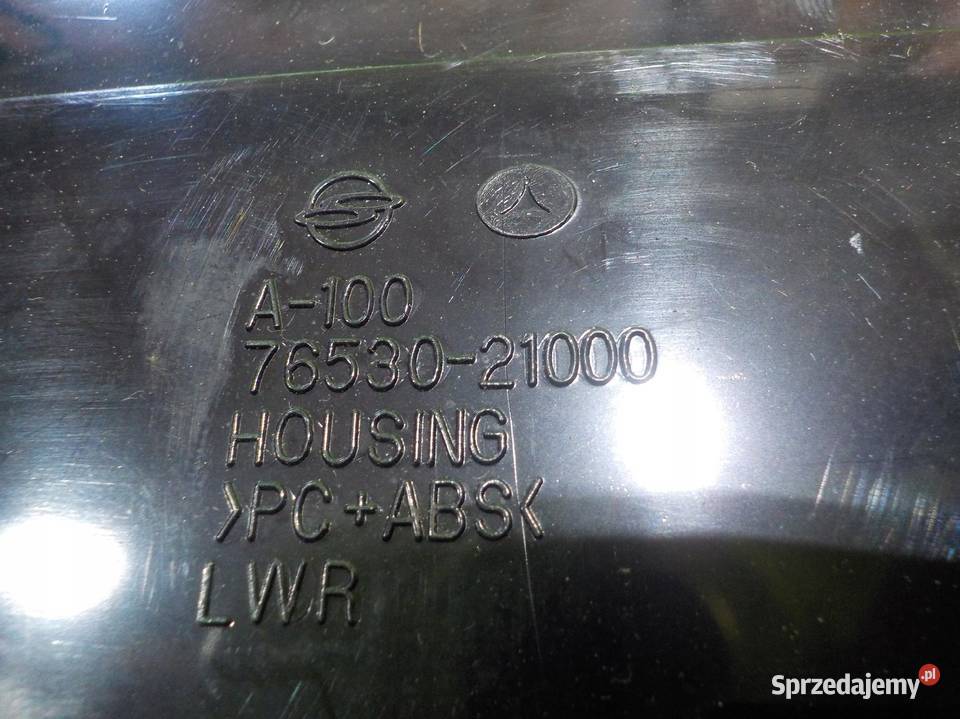 A-100
76530-21000
HOUSING
>PC+ABS<
LWR
Sprzedajemy.pl